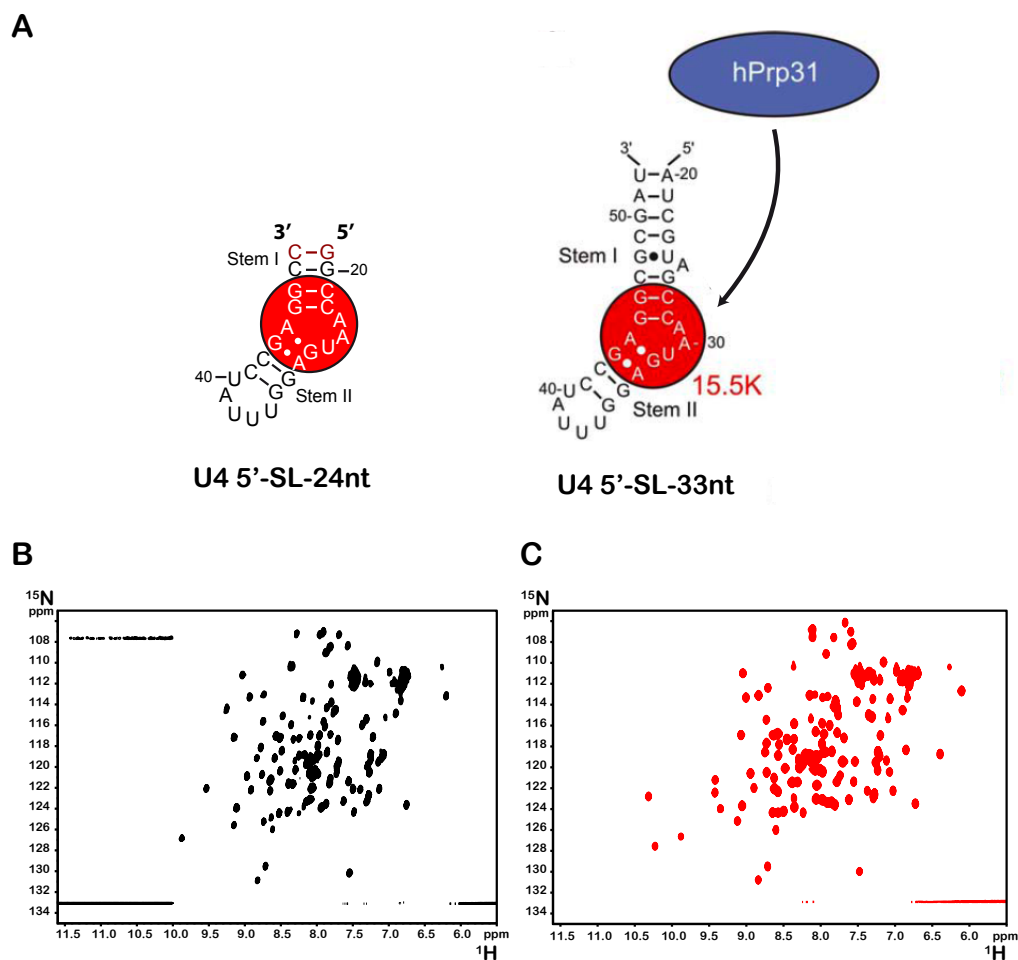 A
hPrp31
3'
5'
U–A-20
A–U
50-G–C
C–G
Stem I G•U A
C–G
G–C
G–C
A A
G A G U A-30
C G
40-U C G
A U U U
15.5K
Stem II
3’ 5’
Stem I
C–G
C–G–20
G–C
G–C
A A
G A G U A
C G
40–U C G
A U U U
Stem II
U4 5’-SL-24nt
U4 5’-SL-33nt
B
15N
ppm
108
110
114
116
118
120
122
124
126
130
132
134
11.5 11.0 10.5 10.0 9.5 9.0 8.5 8.0 7.5 7.0 6.5 6.0 ppm
1H
C
15N
ppm
108
110
114
116
118
120
122
124
126
130
132
134
11.5 11.0 10.5 10.0 9.5 9.0 8.5 8.0 7.5 7.0 6.5 6.0 ppm
1H